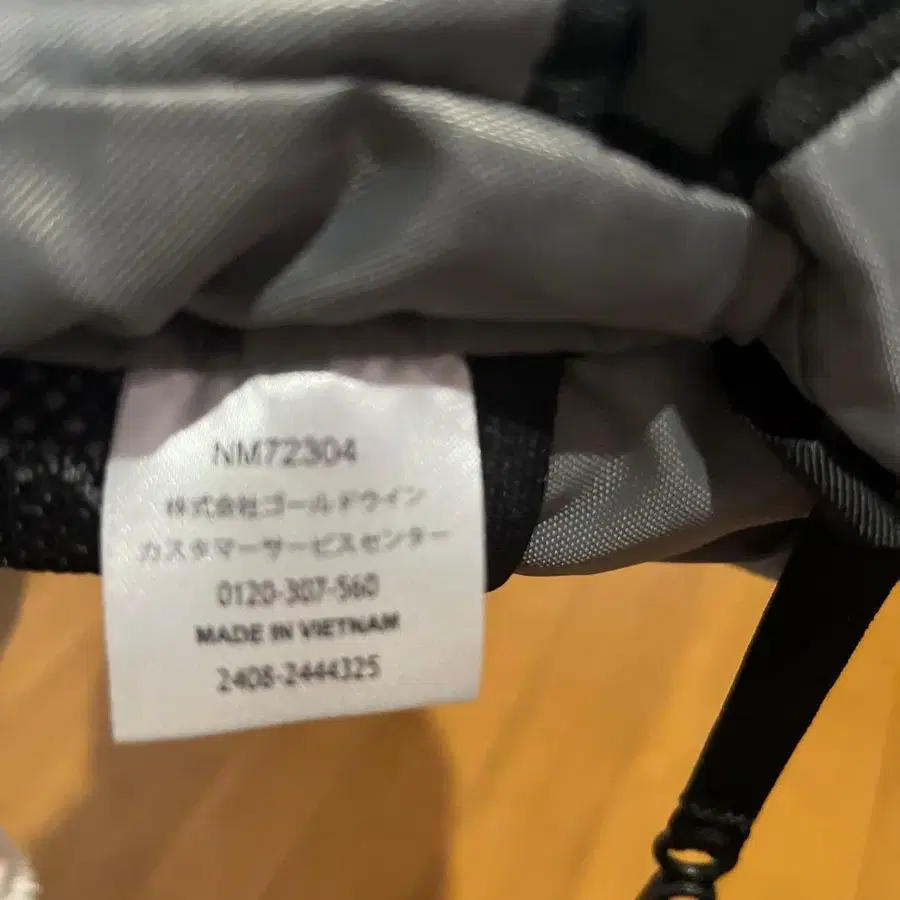 NM72304
株式会社ゴールドウイン
カスタマーサービスセンター
0120-307-560
MADE IN VIETNAM
2408-2444325